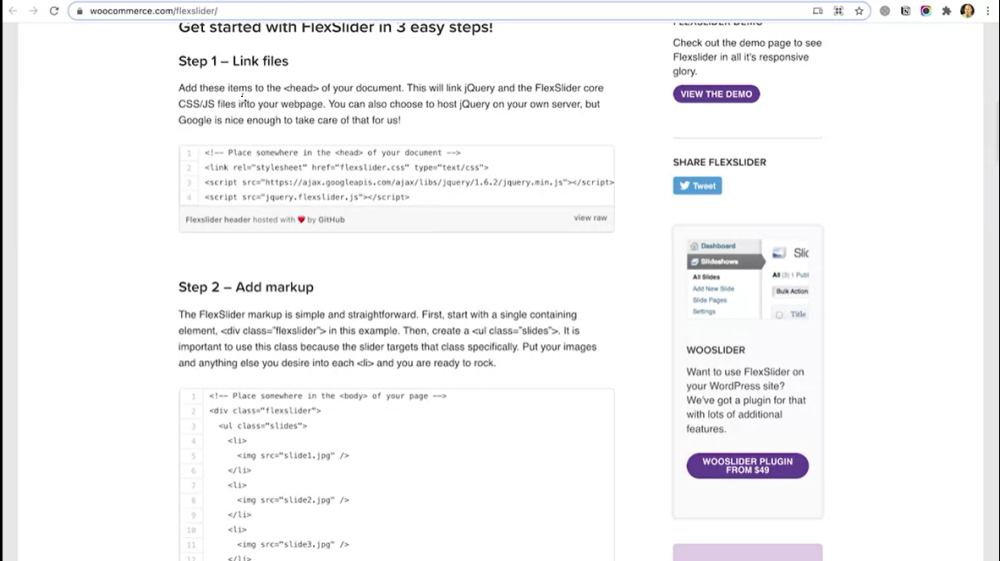 woocommerce.com/flexslider/
Get started with FlexSlider in 3 easy steps!
Step 1 – Link files
Add these items to the <head> of your document. This will link jQuery and the FlexSlider core
CSS/JS files into your webpage. You can also choose to host jQuery on your own server, but
Google is nice enough to take care of that for us!
1 <!-- Place somewhere in the <head> of your document -->
2 <link rel="stylesheet" href="flexslider.css" type="text/css">
3 <script src="https://ajax.googleapis.com/ajax/libs/jquery/1.6.2/jquery.min.js"></script>
4 <script src="jquery.flexslider.js"></script>
Flexslider header hosted with ❤ by GitHub
view raw
Step 2 – Add markup
The FlexSlider markup is simple and straightforward. First, start with a single containing
element, <div class="flexslider"> in this example. Then, create a <ul class="slides">. It is
important to use this class because the slider targets that class specifically. Put your images
and anything else you desire into each <li> and you are ready to rock.
1 <!-- Place somewhere in the <body> of your page -->
2 <div class="flexslider">
3 <ul class="slides">
4 <li>
5 <img src="slide1.jpg" />
6 </li>
7 <li>
8 <img src="slide2.jpg" />
9 </li>
10 <li>
11 <img src="slide3.jpg" />
12 </li>
FLEXSLIDER DEMO
Check out the demo page to see
Flexslider in all it's responsive
glory.
VIEW THE DEMO
SHARE FLEXSLIDER
Tweet
Dashboard
Slideshows
All Slides
Add New Slide
Slide Pages
Settings
Slid
All (3) | Publ
Bulk Action
Title
WOOSLIDER
Want to use FlexSlider on
your WordPress site?
We've got a plugin for that
with lots of additional
features.
WOOSLIDER PLUGIN
FROM $49